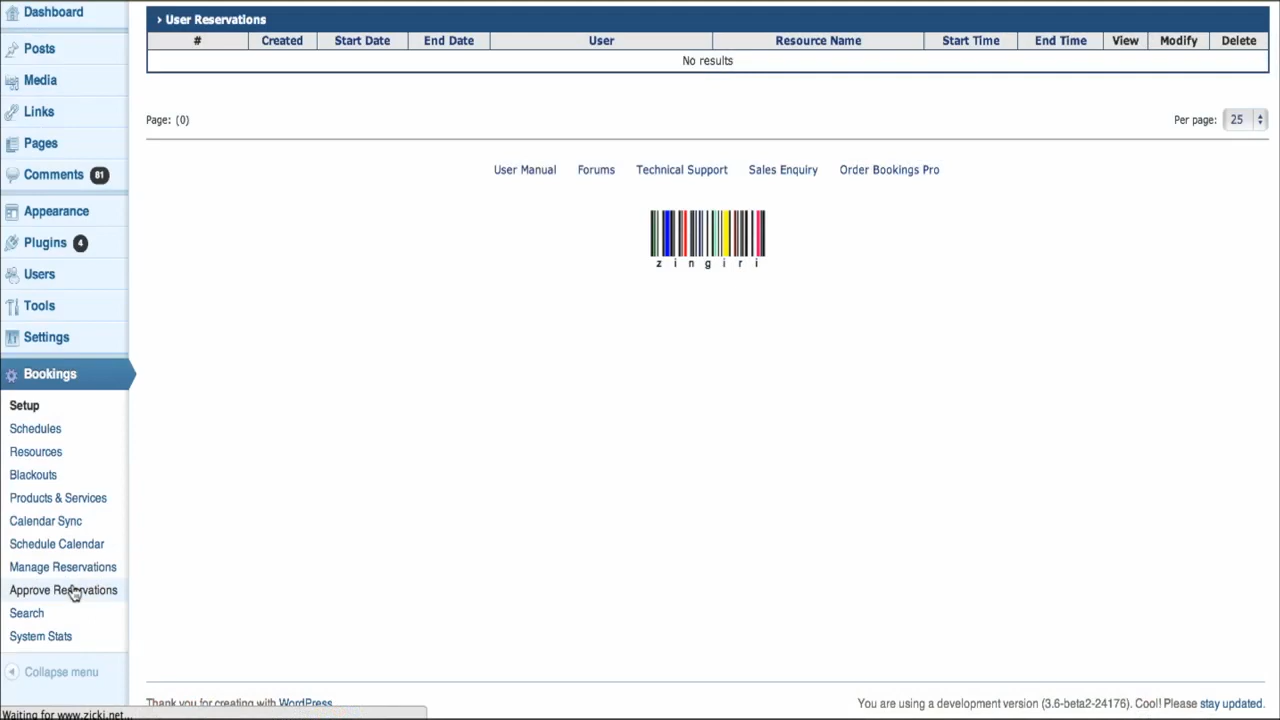 Dashboard
Posts
Media
Links
Pages
Comments 81
Appearance
Plugins 4
Users
Tools
Settings
Bookings
Setup
Schedules
Resources
Blackouts
Products & Services
Calendar Sync
Schedule Calendar
Manage Reservations
Approve Reservations
Search
System Stats
Collapse menu
Waiting for www.zicki.net...
› User Reservations
# Created Start Date End Date User Resource Name Start Time End Time View Modify Delete
No results
Page: (0) Per page: 25
User Manual Forums Technical Support Sales Enquiry Order Bookings Pro
zingiri
Thank you for creating with WordPress. You are using a development version (3.6-beta2-24176). Cool! Please stay updated.